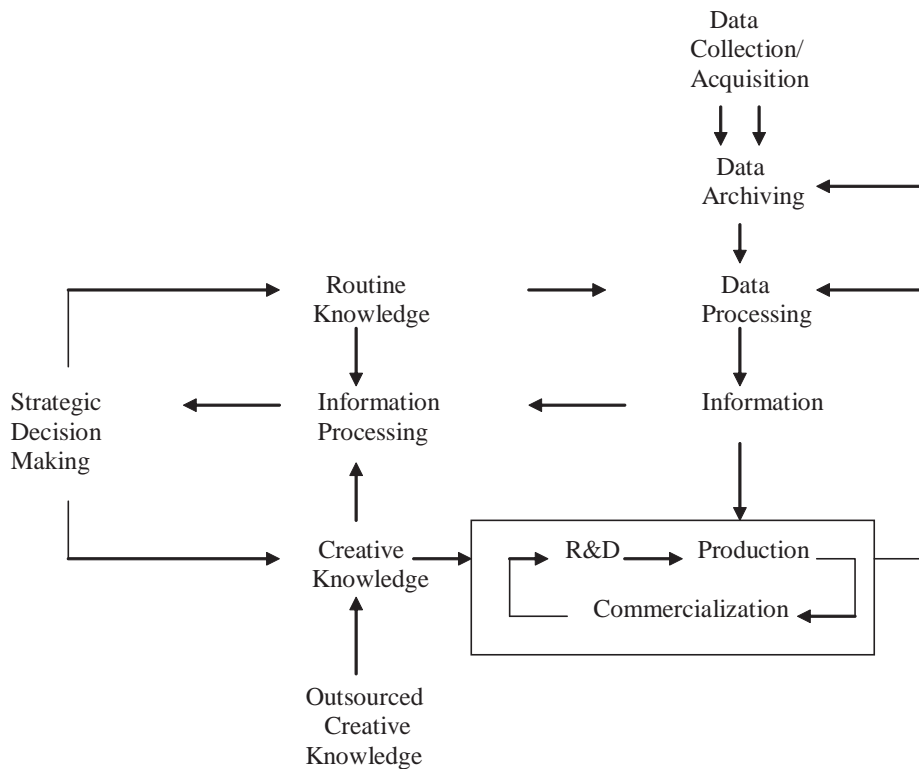 Data
Collection/
Acquisition
Data
Archiving
Routine
Knowledge
Data
Processing
Strategic
Decision
Making
Information
Processing
Information
Creative
Knowledge
R&D
Production
Commercialization
Outsourced
Creative
Knowledge